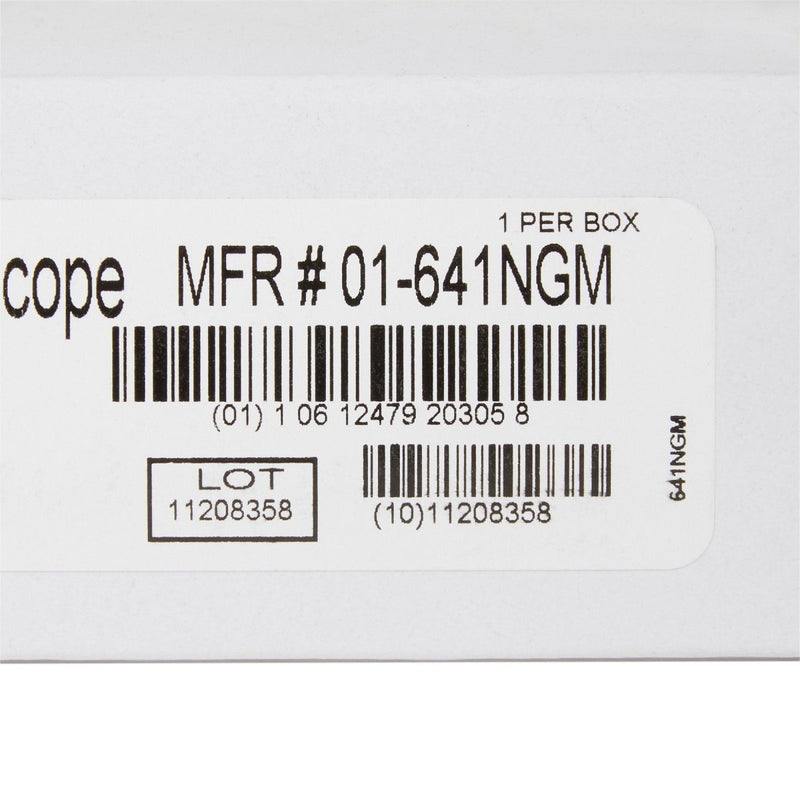 1 PER BOX
cope MFR # 01-641NGM
(01) 1 06 12479 20305 8
LOT
11208358
(10)11208358
641NGM